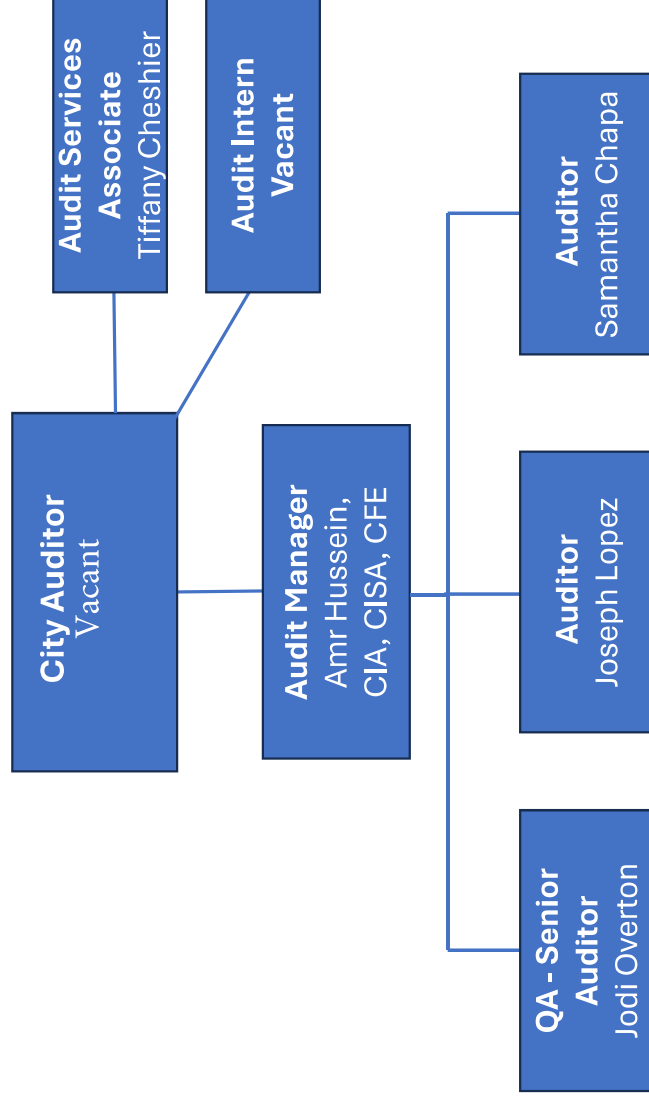 City Auditor
Vacant
Audit Services
Associate
Tiffany Cheshier
Audit Intern
Vacant
Audit Manager
Amr Hussein,
CIA, CISA, CFE
QA - Senior
Auditor
Jodi Overton
Auditor
Joseph Lopez
Auditor
Samantha Chapa